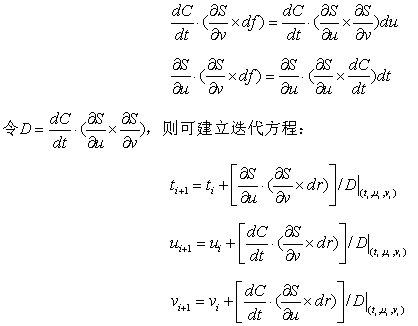 $\frac{dC}{dt}\cdot(\frac{\partial S}{\partial v}\times df)=\frac{dC}{dt}\cdot(\frac{\partial S}{\partial v}\times\frac{\partial S}{\partial u})du$
$\frac{\partial S}{\partial u}\cdot(\frac{\partial S}{\partial v}\times df)=\frac{\partial S}{\partial u}\cdot(\frac{\partial S}{\partial u}\times\frac{dC}{dt})dt$
令$D=\frac{dC}{dt}\cdot(\frac{\partial S}{\partial u}\times\frac{\partial S}{\partial v})$，则可建立迭代方程：
$t_{i+1}=t_i+\left[\frac{\partial S}{\partial u}\cdot(\frac{\partial S}{\partial v}\times dr)\right]/D|_{(t_i,u_i,v_i)}$
$u_{i+1}=u_i+\left[\frac{dC}{dt}\cdot(\frac{\partial S}{\partial v}\times dr)\right]/D|_{(t_i,u_i,v_i)}$
$v_{i+1}=v_i+\left[\frac{dC}{dt}\cdot(\frac{\partial S}{\partial u}\times dr)\right]/D|_{(t_i,u_i,v_i)}$